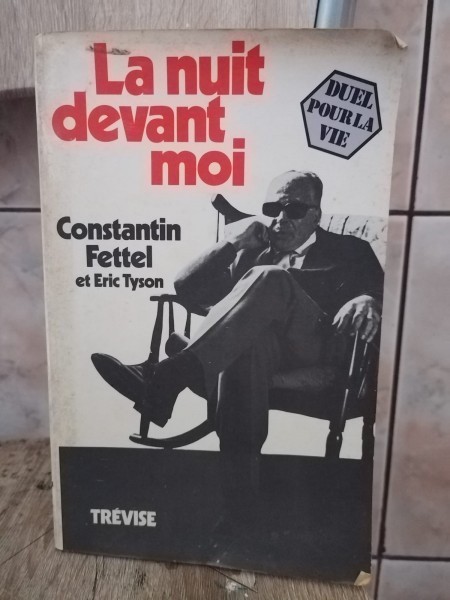 La nuit
devant
moi
DUEL
POUR LA
VIE
Constantin
Fettel
et Eric Tyson
TRÉVISE